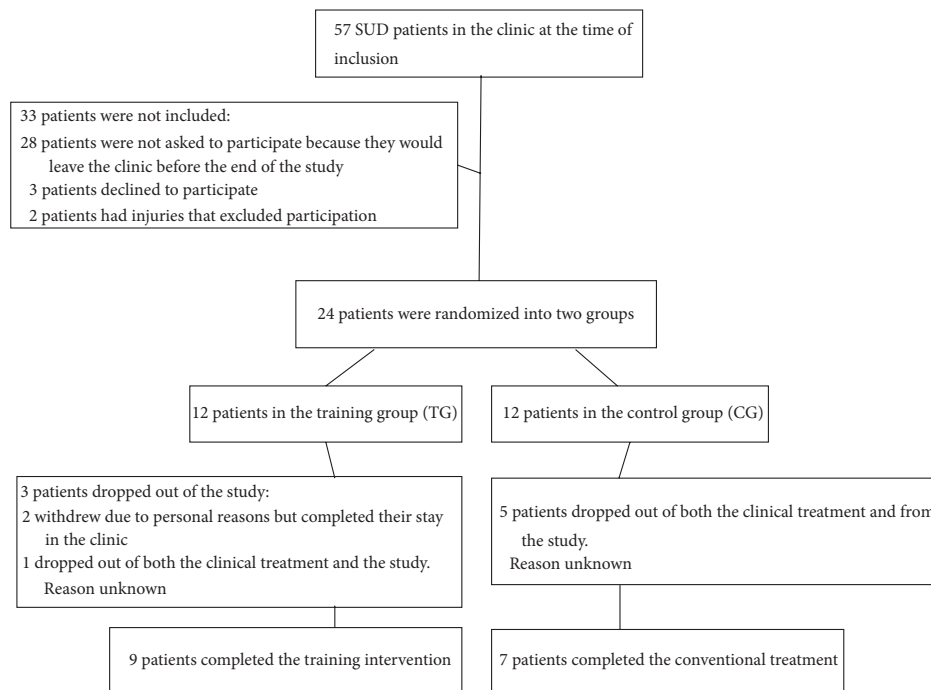 57 SUD patients in the clinic at the time of
inclusion
33 patients were not included:
28 patients were not asked to participate because they would
leave the clinic before the end of the study
3 patients declined to participate
2 patients had injuries that excluded participation
24 patients were randomized into two groups
12 patients in the training group (TG)
12 patients in the control group (CG)
3 patients dropped out of the study:
2 withdrew due to personal reasons but completed their stay
in the clinic
1 dropped out of both the clinical treatment and the study.
Reason unknown
5 patients dropped out of both the clinical treatment and from
the study.
Reason unknown
9 patients completed the training intervention
7 patients completed the conventional treatment